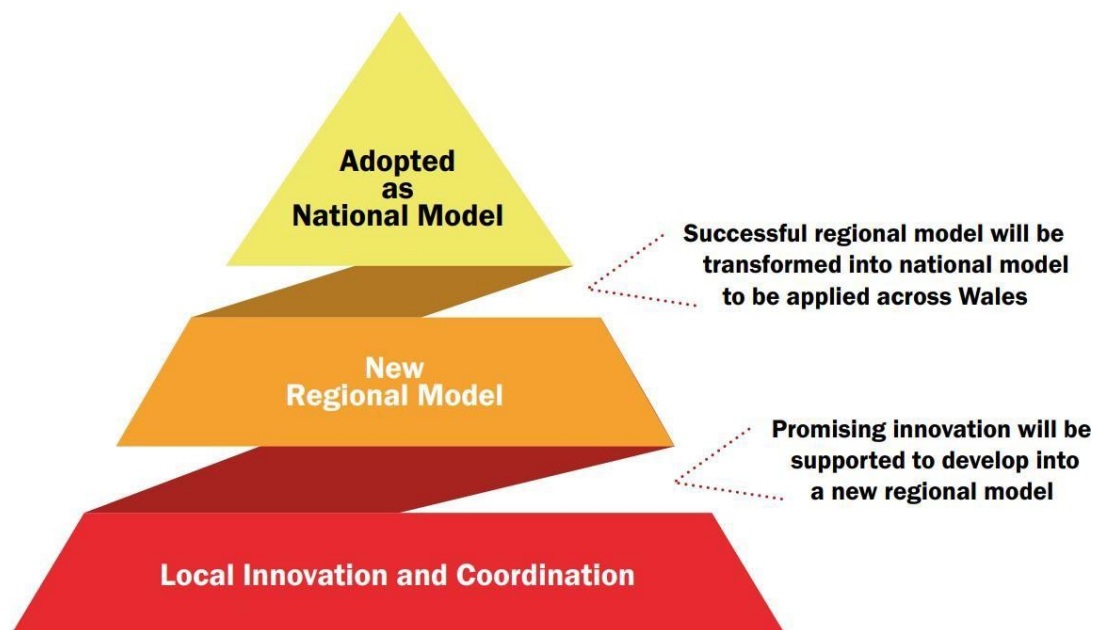 Adopted
as
National Model
Successful regional model will be
transformed into national model
to be applied across Wales
New
Regional Model
Promising innovation will be
supported to develop into
a new regional model
Local Innovation and Coordination